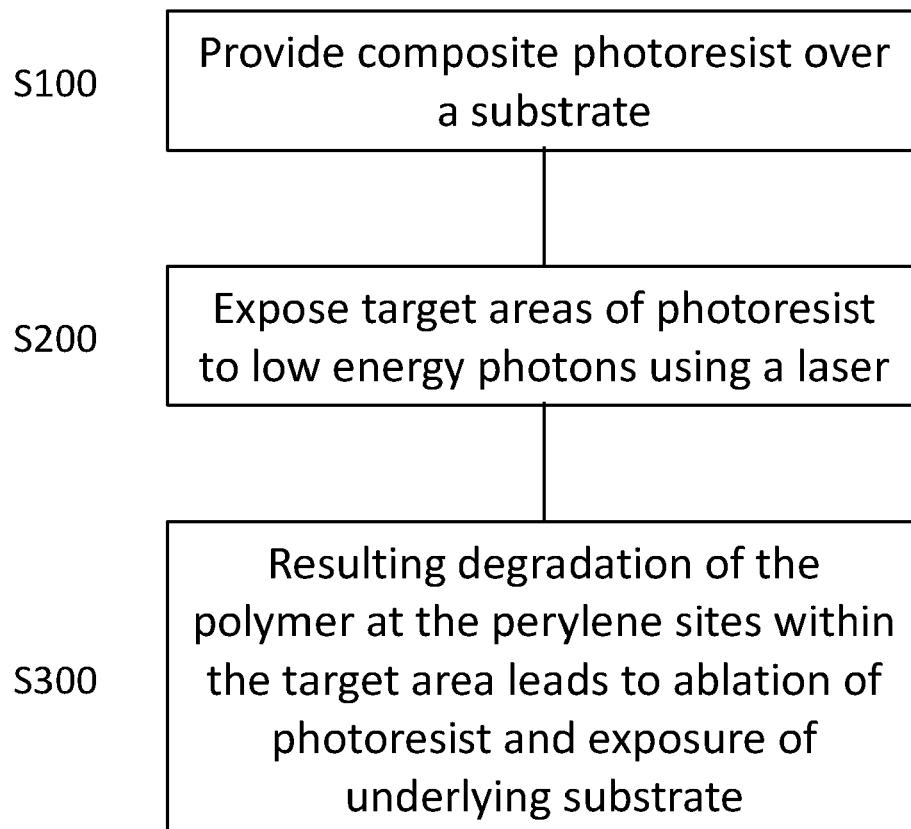 S100
Provide composite photoresist over
a substrate
S200
Expose target areas of photoresist
to low energy photons using a laser
S300
Resulting degradation of the
polymer at the perylene sites within
the target area leads to ablation of
photoresist and exposure of
underlying substrate